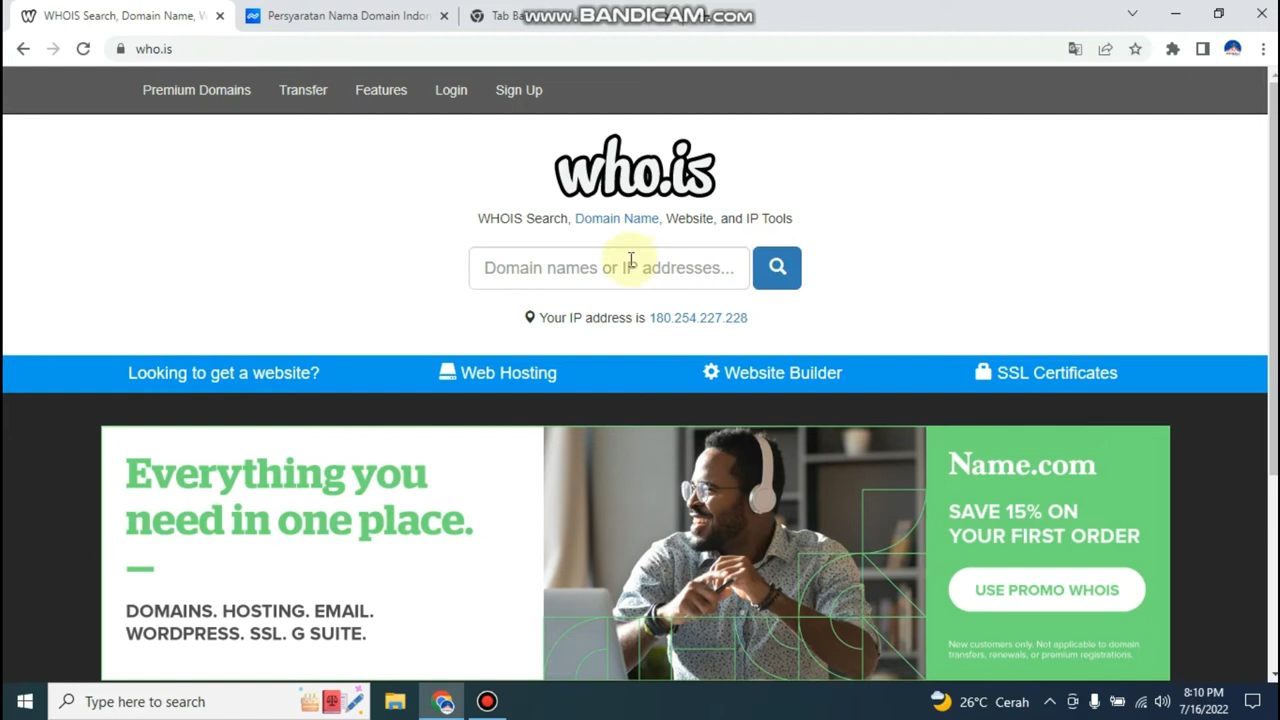 WHOIS Search, Domain Name, W
Persyaratan Nama Domain Indon
Tab Ba
WWW.BANDICAM.COM
who.is
Premium Domains
Transfer
Features
Login
Sign Up
who.is
WHOIS Search, Domain Name, Website, and IP Tools
Domain names or IP addresses...
Your IP address is 180.254.227.228
Looking to get a website?
Web Hosting
Website Builder
SSL Certificates
Everything you
need in one place.
DOMAINS. HOSTING. EMAIL.
WORDPRESS. SSL. G SUITE.
Name.com
SAVE 15% ON
YOUR FIRST ORDER
USE PROMO WHOIS
New customers only. Not applicable to domain
transfers, renewals, or premium registrations.
Type here to search
26°C Cerah
8:10 PM
7/16/2022